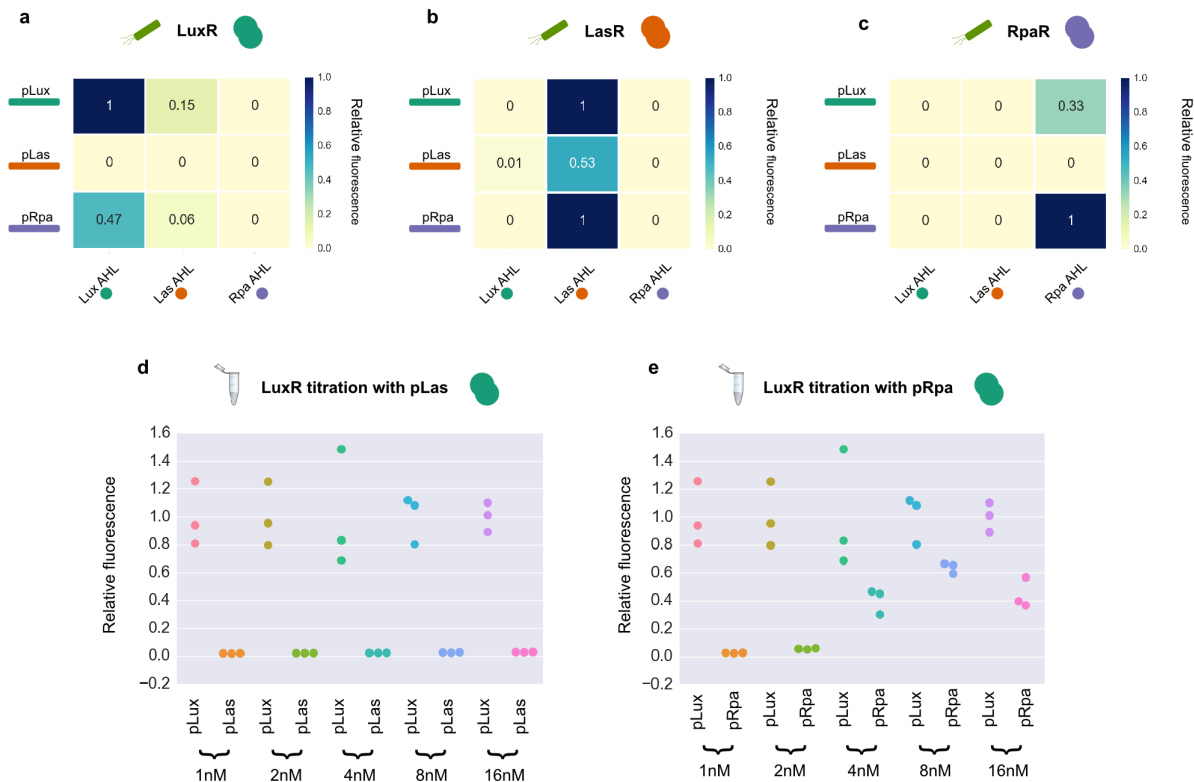 a
LuxR
pLux
pLas
pRpa
1
0.15
0
0
0
0
0.47
0.06
0
Lux AHL
Las AHL
Rpa AHL
1.0
0.8
0.6
0.4
0.2
0.0
Relative fluorescence
b
LasR
pLux
pLas
pRpa
0
1
0
0.01
0.53
0
0
1
0
Lux AHL
Las AHL
Rpa AHL
1.0
0.8
0.6
0.4
0.2
0.0
Relative fluorescence
c
RpaR
pLux
pLas
pRpa
0
0
0.33
0
0
0
0
0
1
Lux AHL
Las AHL
Rpa AHL
1.0
0.8
0.6
0.4
0.2
0.0
Relative fluorescence
d
LuxR titration with pLas
Relative fluorescence
1.6
1.4
1.2
1.0
0.8
0.6
0.4
0.2
0.0
−0.2
pLux
pLas
pLux
pLas
pLux
pLas
pLux
pLas
pLux
pLas
1nM
2nM
4nM
8nM
16nM
e
LuxR titration with pRpa
Relative fluorescence
1.6
1.4
1.2
1.0
0.8
0.6
0.4
0.2
0.0
−0.2
pLux
pRpa
pLux
pRpa
pLux
pRpa
pLux
pRpa
pLux
pRpa
1nM
2nM
4nM
8nM
16nM